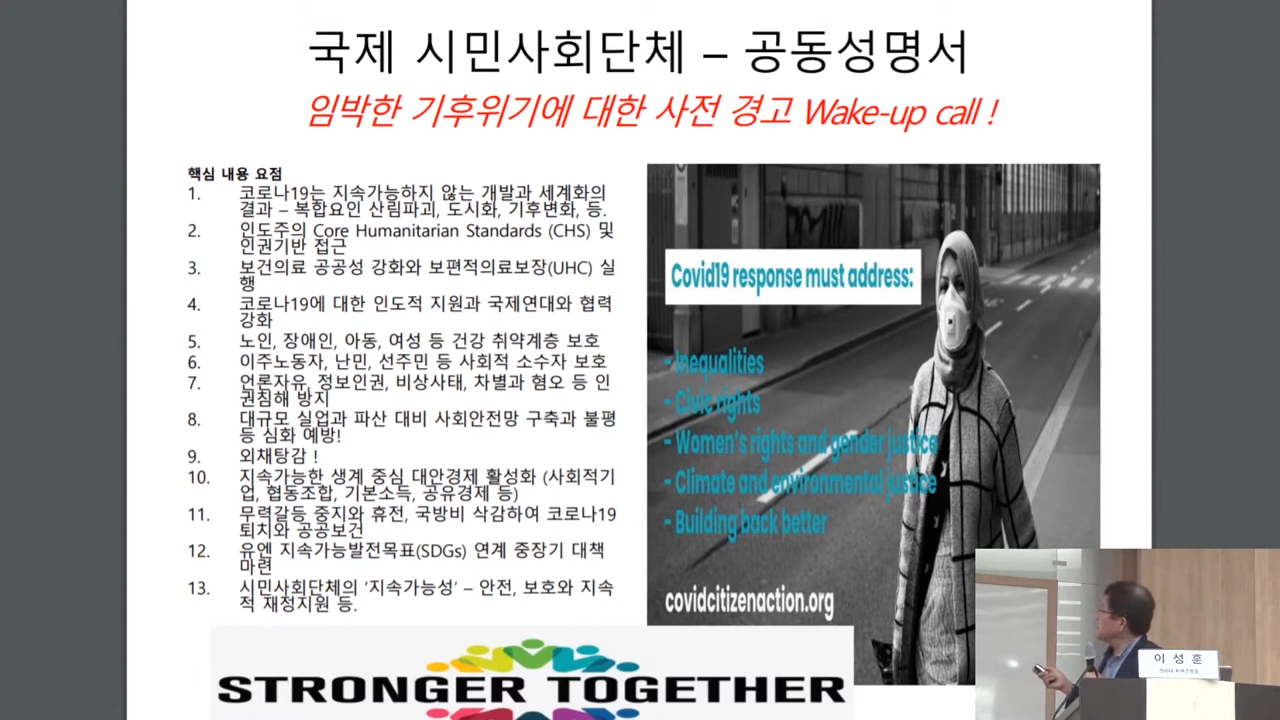 국제 시민사회단체 – 공동성명서
임박한 기후위기에 대한 사전 경고 Wake-up call !
핵심 내용 요점
1. 코로나19는 지속가능하지 않는 개발과 세계화의
결과 – 복합요인 산림파괴, 도시화, 기후변화, 등.
2. 인도주의 Core Humanitarian Standards (CHS) 및
인권기반 접근
3. 보건의료 공공성 강화와 보편적의료보장(UHC) 실
행
4. 코로나19에 대한 인도적 지원과 국제연대와 협력
강화
5. 노인, 장애인, 아동, 여성 등 건강 취약계층 보호
6. 이주노동자, 난민, 선주민 등 사회적 소수자 보호
7. 언론자유, 정보인권, 비상사태, 차별과 혐오 등 인
권침해 방지
8. 대규모 실업과 파산 대비 사회안전망 구축과 불평
등 심화 예방!
9. 외채탕감 !
10. 지속가능한 생계 중심 대안경제 활성화 (사회적기
업, 협동조합, 기본소득, 공유경제 등)
11. 무력갈등 중지와 휴전, 국방비 삭감하여 코로나19
퇴치와 공공보건
12. 유엔 지속가능발전목표(SDGs) 연계 중장기 대책
마련
13. 시민사회단체의 ‘지속가능성‘ – 안전, 보호와 지속
적 재정지원 등.
Covid19 response must address:
- Inequalities
- Civic rights
- Women's rights and gender justice
- Climate and environmental justice
- Building back better
covidcitizenaction.org
STRONGER TOGETHER
이 성 훈